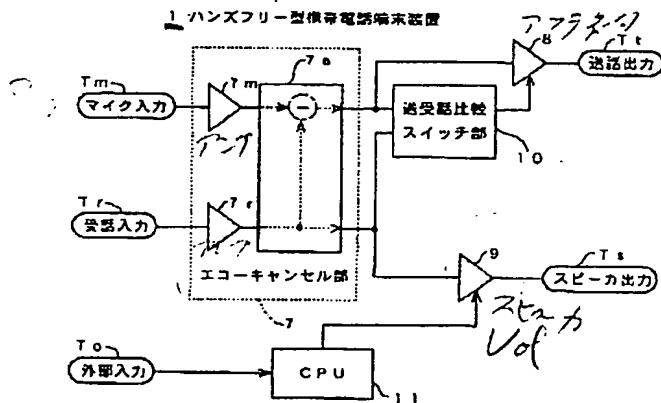 1 ハンズフリー型携帯電話端末装置
7a
8
Tt
送話出力
Tm
7m
マイク入力
アンプ
送受話比較
スイッチ部
10
Tr
7r
受話入力
アンプ
エコーキャンセル部
7
9
Ts
スピーカ出力
スピーカ
Vol
To
外部入力
CPU
11